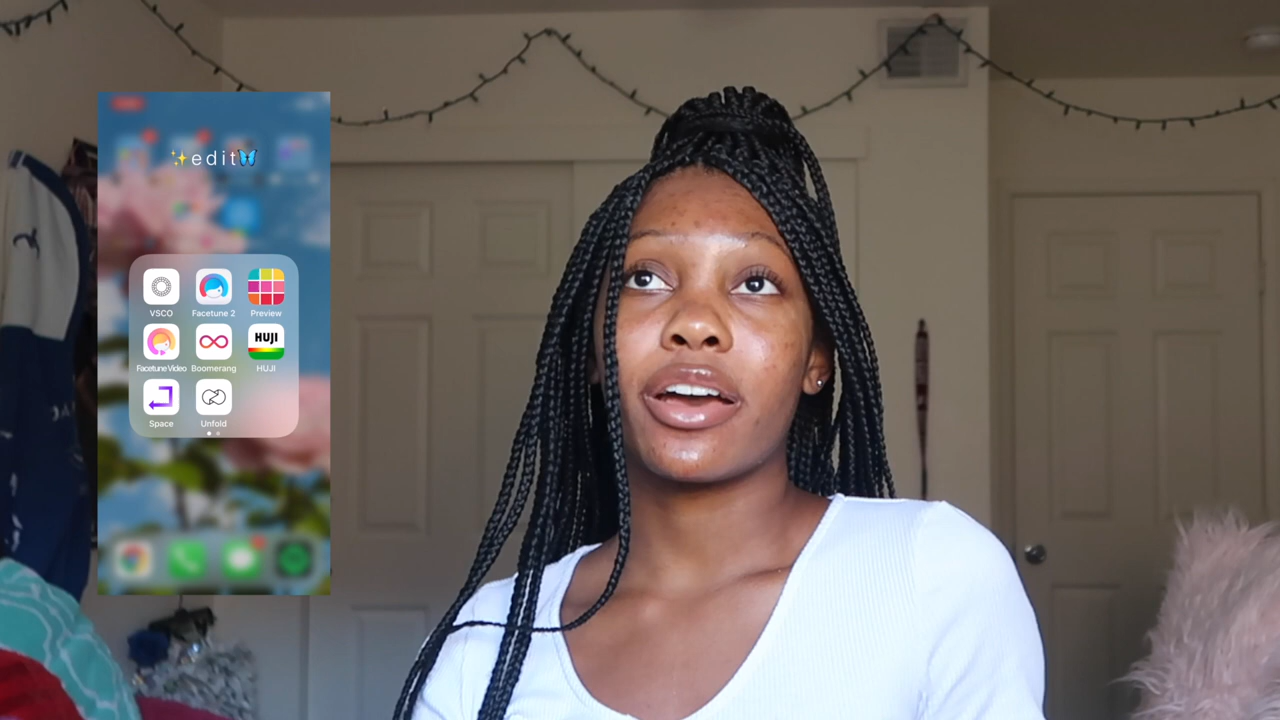 ✨edit🦋
VSCO Facetune 2 Preview
HUJI
Facetune Video Boomerang HUJI
Space Unfold